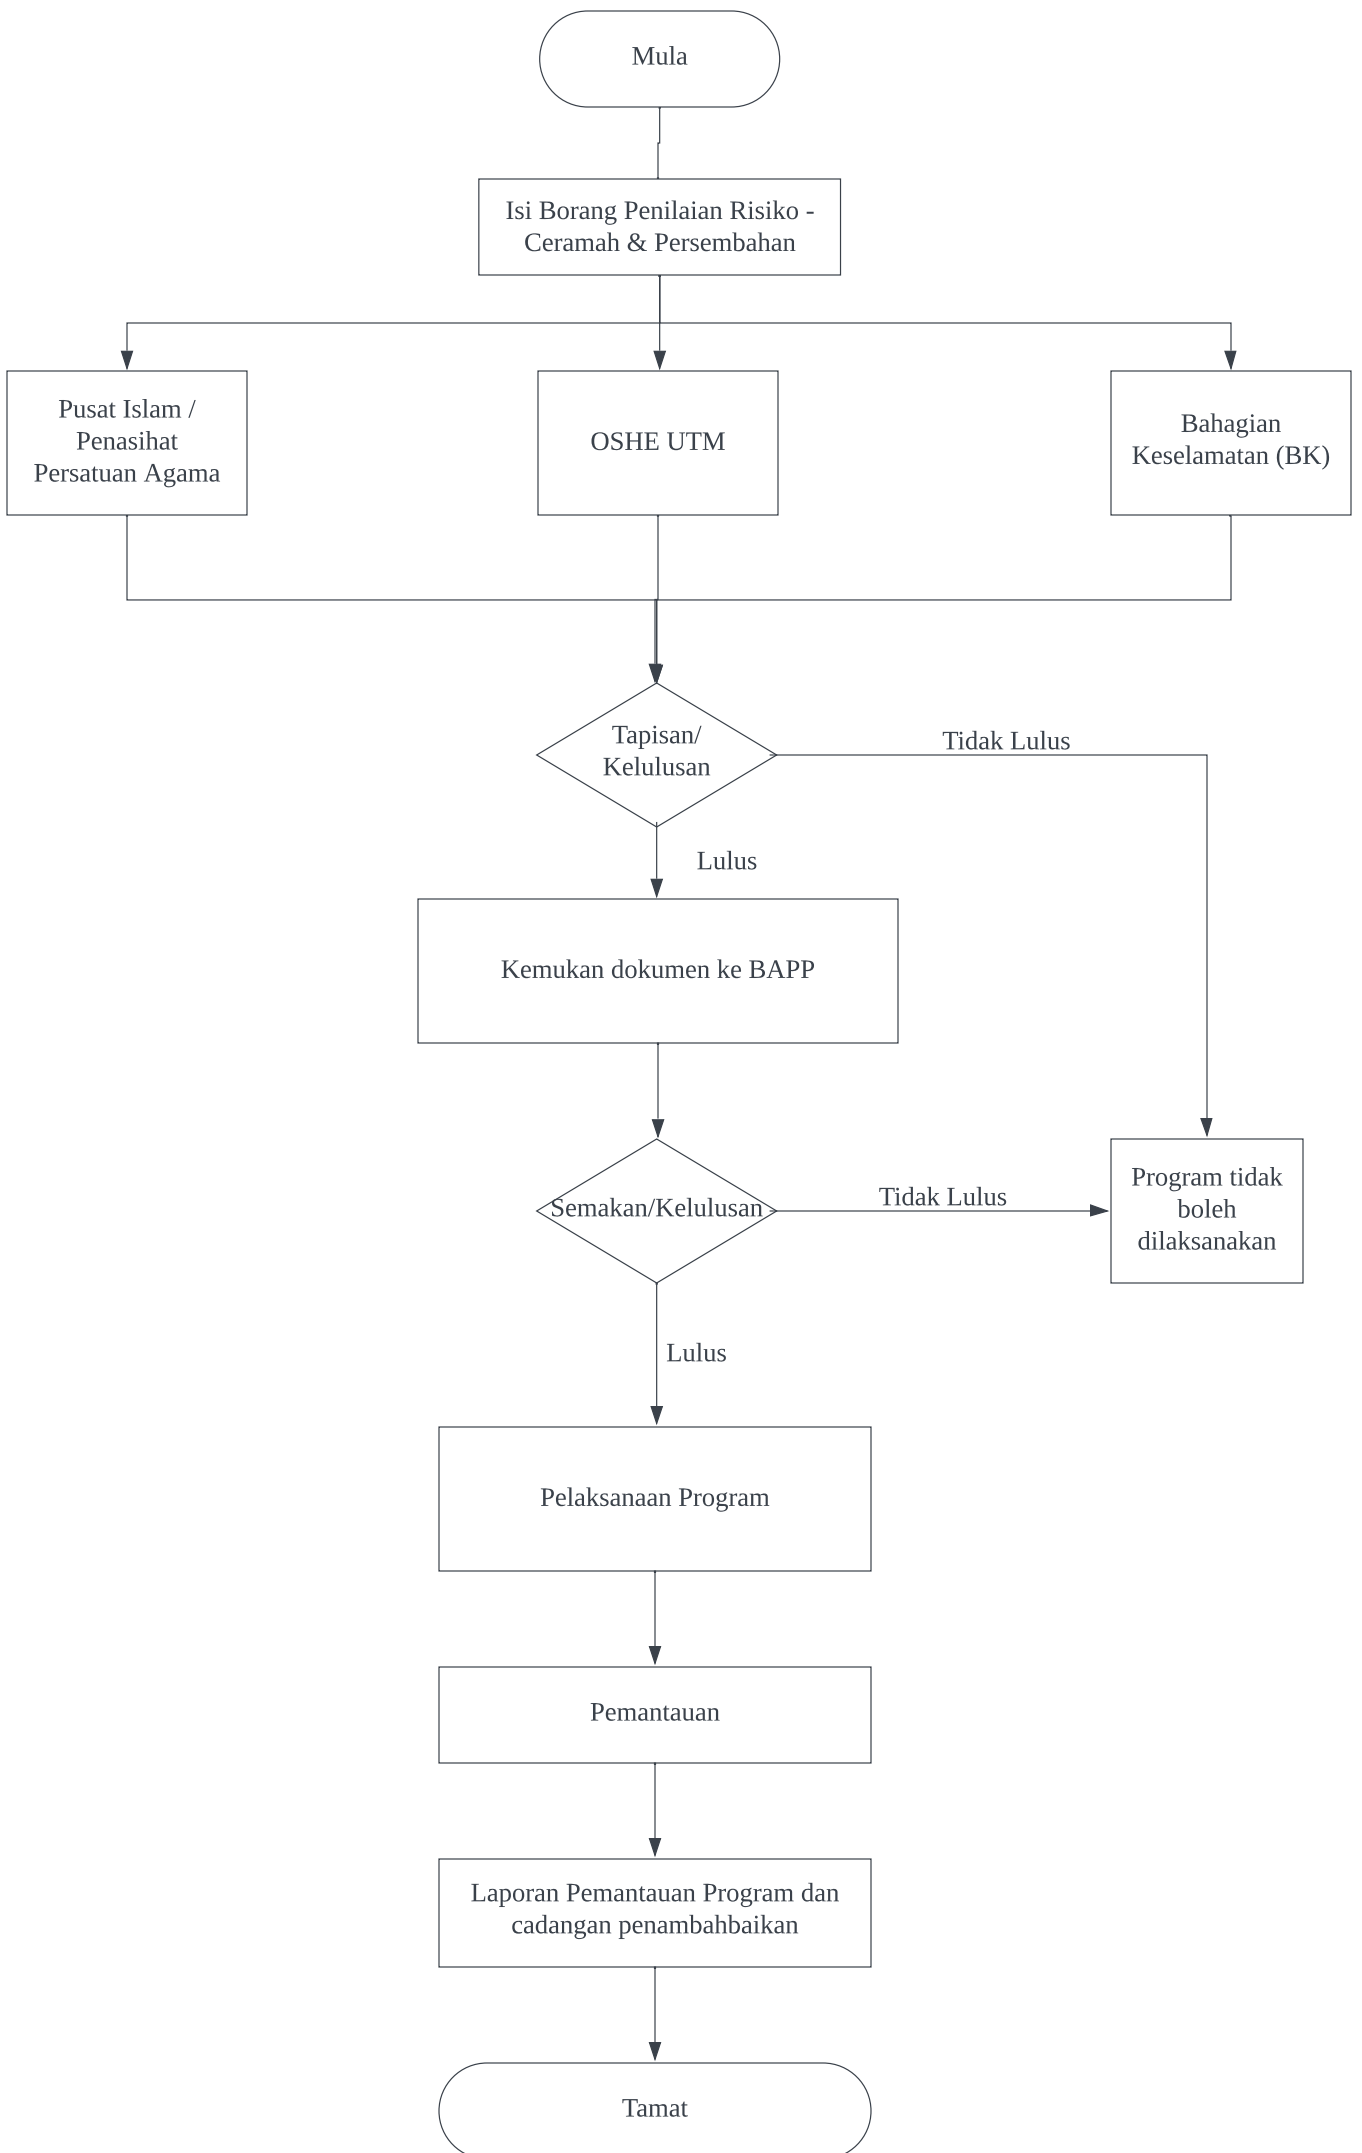 Mula
Isi Borang Penilaian Risiko -
Ceramah & Persembahan
Pusat Islam /
Penasihat
Persatuan Agama
OSHE UTM
Bahagian
Keselamatan (BK)
Tapisan/
Kelulusan
Tidak Lulus
Lulus
Kemukan dokumen ke BAPP
Semakan/Kelulusan
Tidak Lulus
Program tidak
boleh
dilaksanakan
Lulus
Pelaksanaan Program
Pemantauan
Laporan Pemantauan Program dan
cadangan penambahbaikan
Tamat